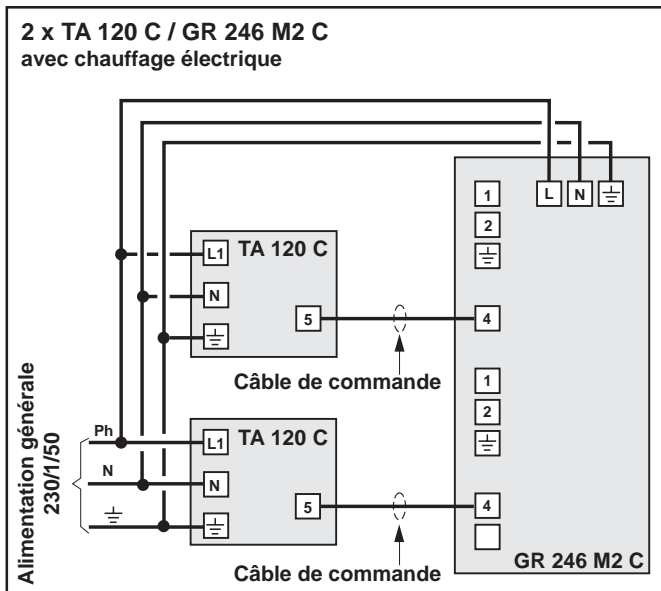 2 x TA 120 C / GR 246 M2 C
avec chauffage électrique
L N
1
2
L1 TA 120 C
N
5
4
Câble de commande
1
2
Alimentation générale
230/1/50
Ph
N
L1 TA 120 C
N
5
4
Câble de commande
GR 246 M2 C